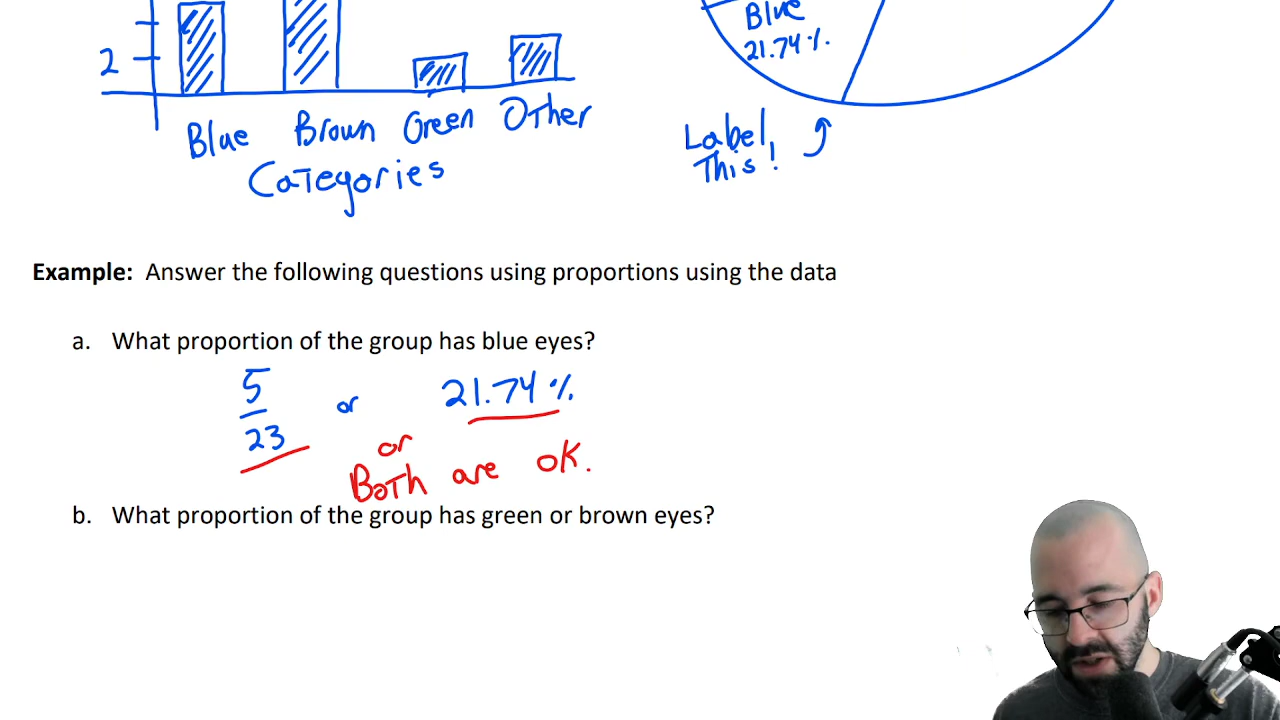 2
Blue Brown Green Other
Categories
Blue
21.74%
Label
This!
Example: Answer the following questions using proportions using the data
a. What proportion of the group has blue eyes?
5/23 or 21.74%
or
Both are ok.
b. What proportion of the group has green or brown eyes?